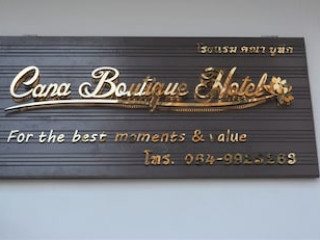 โรงแรม คณา บูติก
Cana Boutique Hotel
For the best moments & value
โทร.